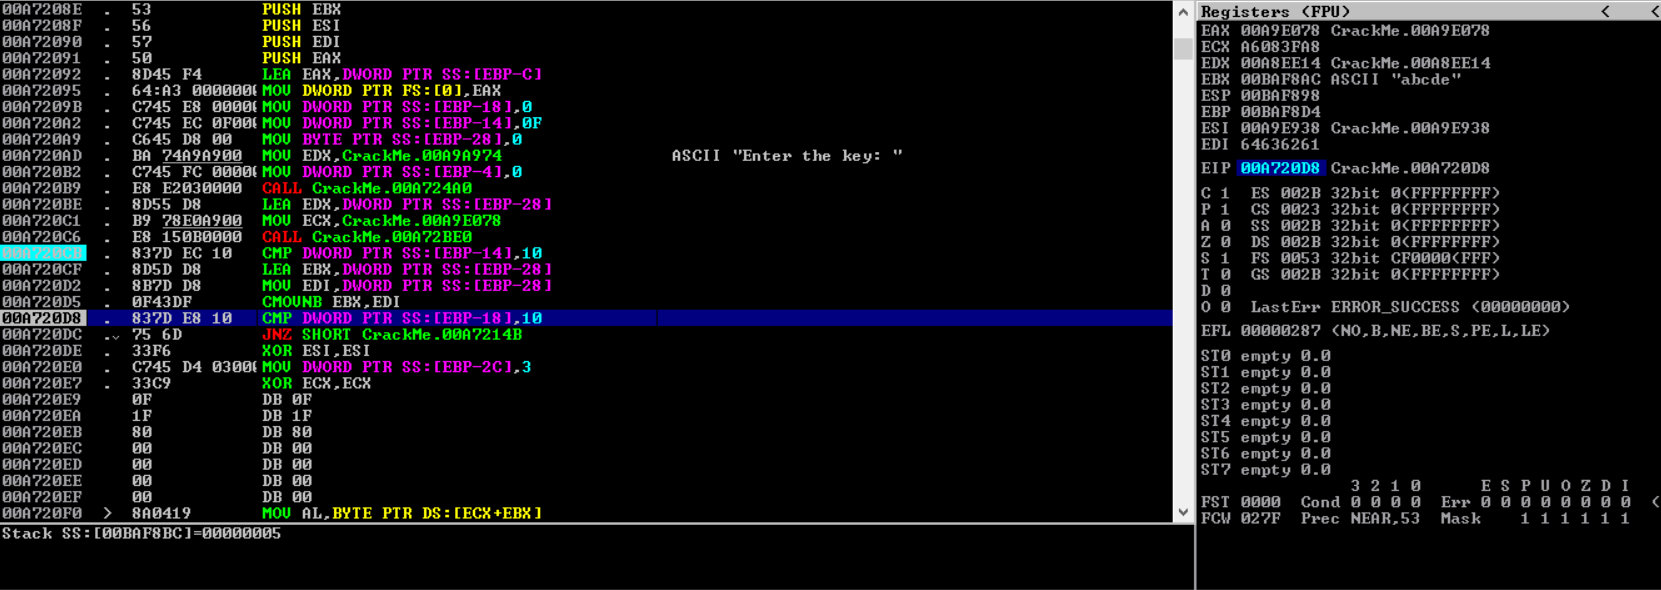 00A7208E . 53 PUSH EBX
00A7208F . 56 PUSH ESI
00A72090 . 57 PUSH EDI
00A72091 . 50 PUSH EAX
00A72092 . 8D45 F4 LEA EAX,DWORD PTR SS:[EBP-C]
00A72095 . 64:A3 0000000 MOV DWORD PTR FS:[0],EAX
00A7209B . C745 E8 00000 MOV DWORD PTR SS:[EBP-18],0
00A720A2 . C745 EC 0F000 MOV DWORD PTR SS:[EBP-14],0F
00A720A9 . C645 D8 00 MOV BYTE PTR SS:[EBP-28],0
00A720AD . BA 74A9A900 MOV EDX,CrackMe.00A9A974 ASCII "Enter the key: "
00A720B2 . C745 FC 00000 MOV DWORD PTR SS:[EBP-4],0
00A720B9 . E8 E2030000 CALL CrackMe.00A724A0
00A720BE . 8D55 D8 LEA EDX,DWORD PTR SS:[EBP-28]
00A720C1 . B9 78E0A900 MOV ECX,CrackMe.00A9E078
00A720C6 . E8 150B0000 CALL CrackMe.00A72BE0
00A720CB . 837D EC 10 CMP DWORD PTR SS:[EBP-14],10
00A720CF . 8D5D D8 LEA EBX,DWORD PTR SS:[EBP-28]
00A720D2 . 8B7D D8 MOV EDI,DWORD PTR SS:[EBP-28]
00A720D5 . 0F43DF CMOVNB EBX,EDI
00A720D8 . 837D E8 10 CMP DWORD PTR SS:[EBP-18],10
00A720DC .⌄ 75 6D JNZ SHORT CrackMe.00A7214B
00A720DE . 33F6 XOR ESI,ESI
00A720E0 . C745 D4 03000 MOV DWORD PTR SS:[EBP-2C],3
00A720E7 . 33C9 XOR ECX,ECX
00A720E9 0F DB 0F
00A720EA 1F DB 1F
00A720EB 80 DB 80
00A720EC 00 DB 00
00A720ED 00 DB 00
00A720EE 00 DB 00
00A720EF 00 DB 00
00A720F0 > 8A0419 MOV AL,BYTE PTR DS:[ECX+EBX]
Stack SS:[00BAF8BC]=00000005
Registers (FPU) < <
EAX 00A9E078 CrackMe.00A9E078
ECX A6083FA8
EDX 00A8EE14 CrackMe.00A8EE14
EBX 00BAF8AC ASCII "abcde"
ESP 00BAF898
EBP 00BAF8D4
ESI 00A9E938 CrackMe.00A9E938
EDI 64636261
EIP 00A720D8 CrackMe.00A720D8
C 1 ES 002B 32bit 0(FFFFFFFF)
P 1 CS 0023 32bit 0(FFFFFFFF)
A 0 SS 002B 32bit 0(FFFFFFFF)
Z 0 DS 002B 32bit 0(FFFFFFFF)
S 1 FS 0053 32bit CF0000(FFF)
T 0 GS 002B 32bit 0(FFFFFFFF)
D 0
O 0 LastErr ERROR_SUCCESS (00000000)
EFL 00000287 (NO,B,NE,BE,S,PE,L,LE)
ST0 empty 0.0
ST1 empty 0.0
ST2 empty 0.0
ST3 empty 0.0
ST4 empty 0.0
ST5 empty 0.0
ST6 empty 0.0
ST7 empty 0.0
3 2 1 0 E S P U O Z D I
FST 0000 Cond 0 0 0 0 Err 0 0 0 0 0 0 0 0 (
FCW 027F Prec NEAR,53 Mask 1 1 1 1 1 1